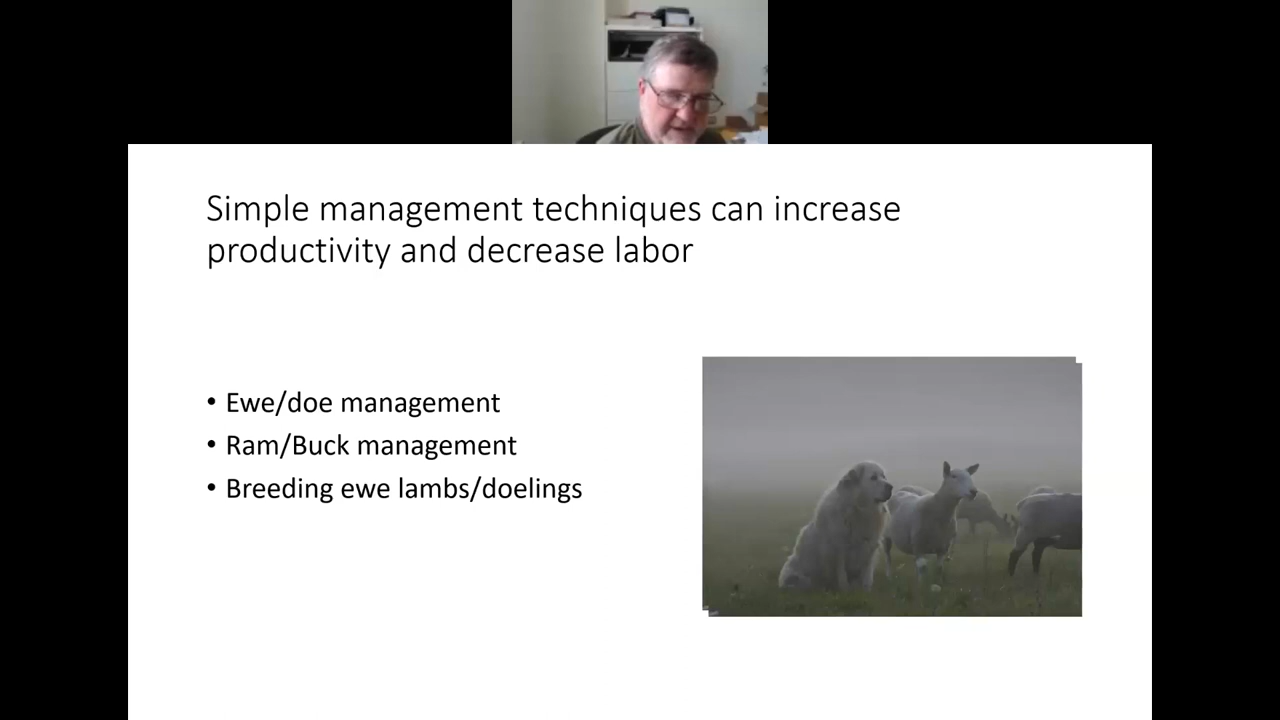 Simple management techniques can increase
productivity and decrease labor
• Ewe/doe management
• Ram/Buck management
• Breeding ewe lambs/doelings